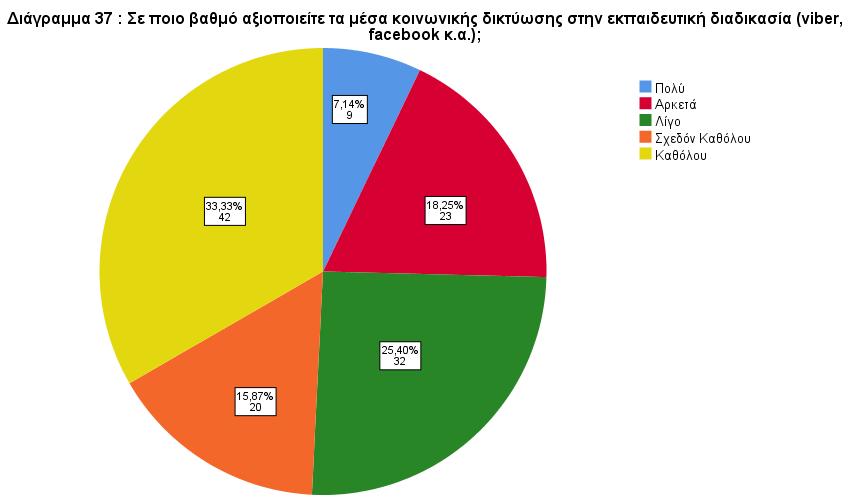 Διάγραμμα 37 : Σε ποιο βαθμό αξιοποιείτε τα μέσα κοινωνικής δικτύωσης στην εκπαιδευτική διαδικασία (viber,
facebook κ.α.);
Πολύ
Αρκετά
Λίγο
Σχεδόν Καθόλου
Καθόλου
7,14%
9
18,25%
23
33,33%
42
25,40%
32
15,87%
20